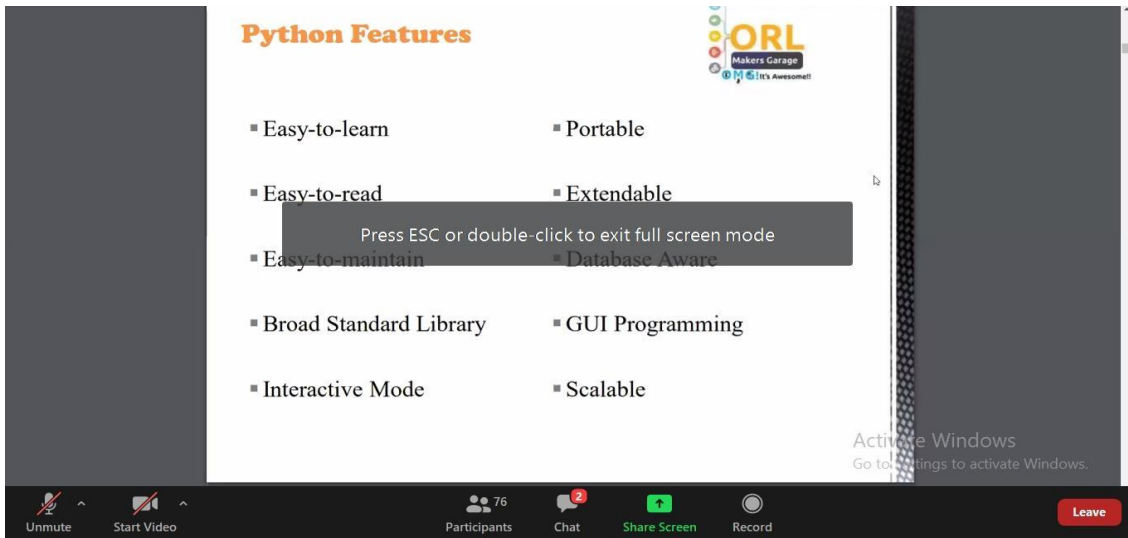 Python Features
ORL
Makers Garage
OMG! It's Awesome!!
Easy-to-learn
Portable
Easy-to-read
Extendable
Press ESC or double-click to exit full screen mode
Easy-to-maintain
Database Aware
Broad Standard Library
GUI Programming
Interactive Mode
Scalable
Activate Windows
Go to Settings to activate Windows.
76
2
Unmute
Start Video
Participants
Chat
Share Screen
Record
Leave